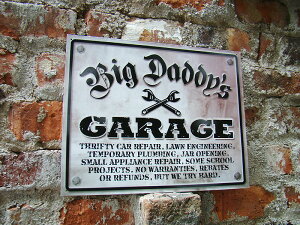 Big Daddy's
GARAGE
THRIFTY CAR REPAIR, LAWN ENGINEERING,
TEMPORARY PLUMBING, JAR OPENING,
SMALL APPLIANCE REPAIR, SOME SCHOOL
PROJECTS. NO WARRANTIES, REBATES
OR REFUNDS, BUT WE TRY HARD.